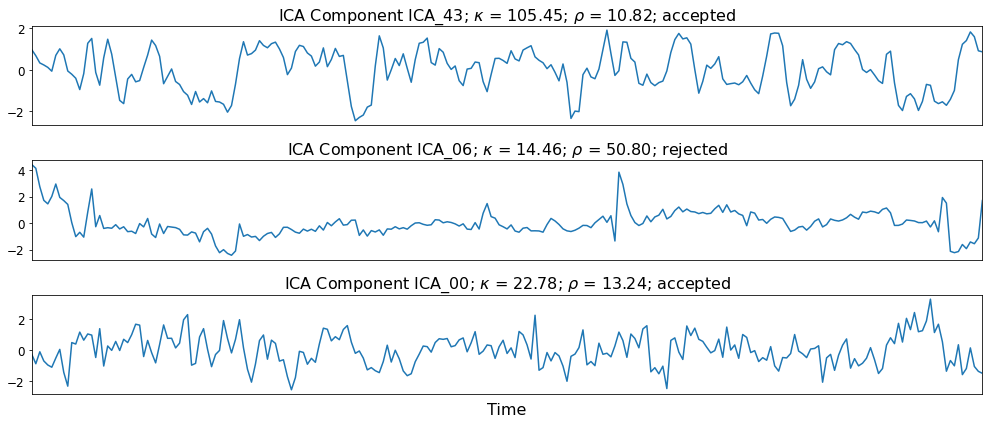 ICA Component ICA_43; κ = 105.45; ρ = 10.82; accepted
2
0
−2
ICA Component ICA_06; κ = 14.46; ρ = 50.80; rejected
4
2
0
−2
ICA Component ICA_00; κ = 22.78; ρ = 13.24; accepted
2
0
−2
Time